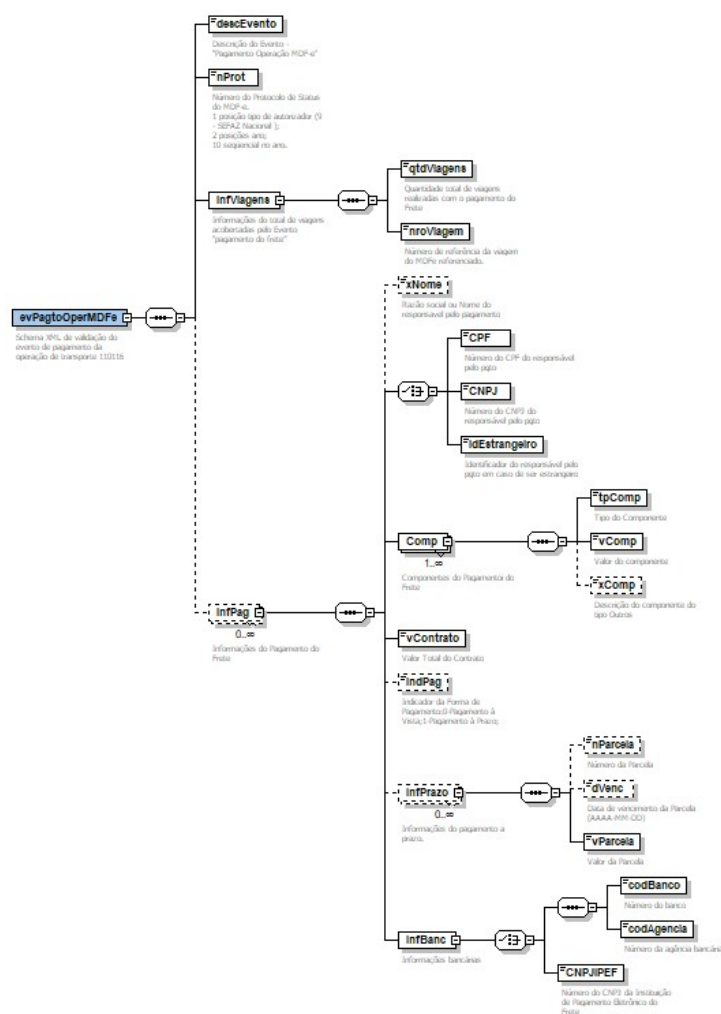 descEvento
Descrição do Evento -
"Pagamento Operação MDF-e"
nProt
Número do Protocolo de Status
do MDF-e.
1 posição tipo de autorizador (9
- SEFAZ Nacional );
2 posições ano;
10 seqüencial no ano.
infViagens
Informações do total de viagens
acobertadas pelo Evento
"pagamento do frete"
qtdViagens
Quantidade total de viagens
realizadas com o pagamento do
Frete
nroViagem
Número de referência da viagem
do MDFe referenciado.
evPagtoOperMDFe
Schema XML de validação do
evento de pagamento da
operação de transporte 110116
infPag
0..∞
Informações do Pagamento do
Frete
xNome
Razão social ou Nome do
responsavel pelo pagamento
CPF
Número do CPF do responsável
pelo pgto
CNPJ
Número do CNPJ do
responsável pelo pgto
idEstrangeiro
Identificador do responsável pelo
pgto em caso de ser estrangeiro
Comp
1..∞
Componentes do Pagamento do
Frete
tpComp
Tipo do Componente
vComp
Valor do componente
xComp
Descrição do componente do
tipo Outros
vContrato
Valor Total do Contrato
indPag
Indicador da Forma de
Pagamento:0-Pagamento à
Vista;1-Pagamento à Prazo;
infPrazo
0..∞
Informações do pagamento a
prazo.
nParcela
Número da Parcela
dVenc
Data de vencimento da Parcela
(AAAA-MM-DD)
vParcela
Valor da Parcela
infBanc
Informações bancárias
codBanco
Número do banco
codAgencia
Número da agência bancária
CNPJIPEF
Número do CNPJ da Instituição
de Pagamento Eletrônico do
Frete